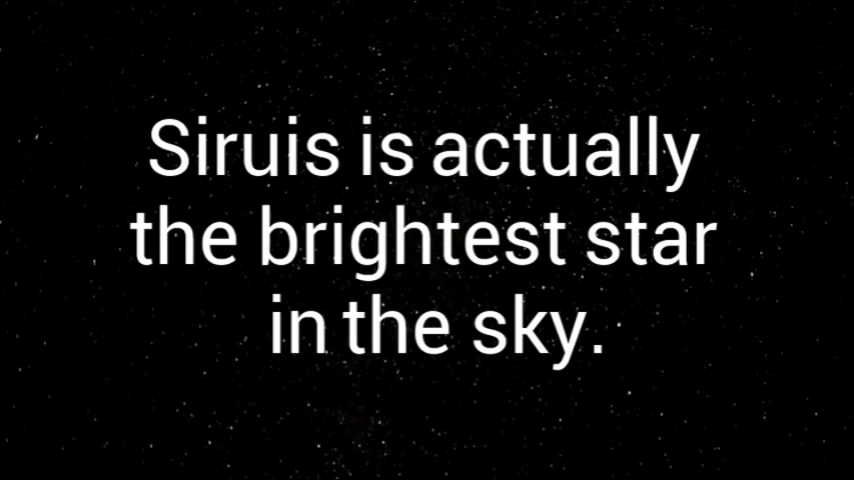 Siruis is actually
the brightest star
in the sky.